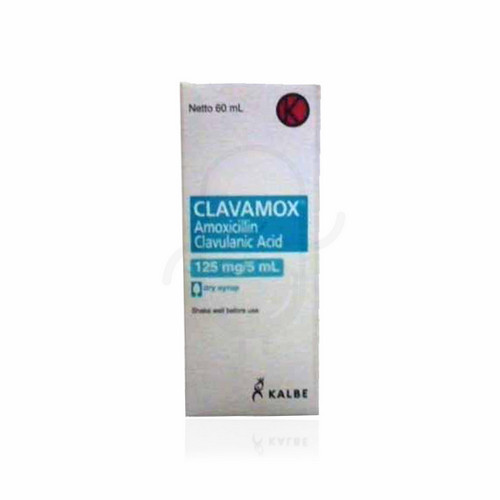 Netto 60 mL
K
CLAVAMOX®
Amoxicillin
Clavulanic Acid
125 mg/5 mL
dry syrup
Shake well before use
KALBE